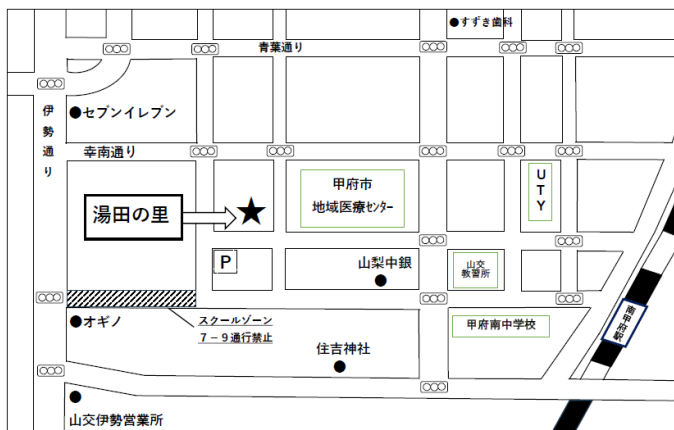 すずき歯科
青葉通り
伊勢通り
セブンイレブン
幸南通り
湯田の里
甲府市
地域医療センター
UTY
P
山梨中銀
山交
教習所
南甲府駅
オギノ
スクールゾーン
7－9通行禁止
甲府南中学校
住吉神社
山交伊勢営業所